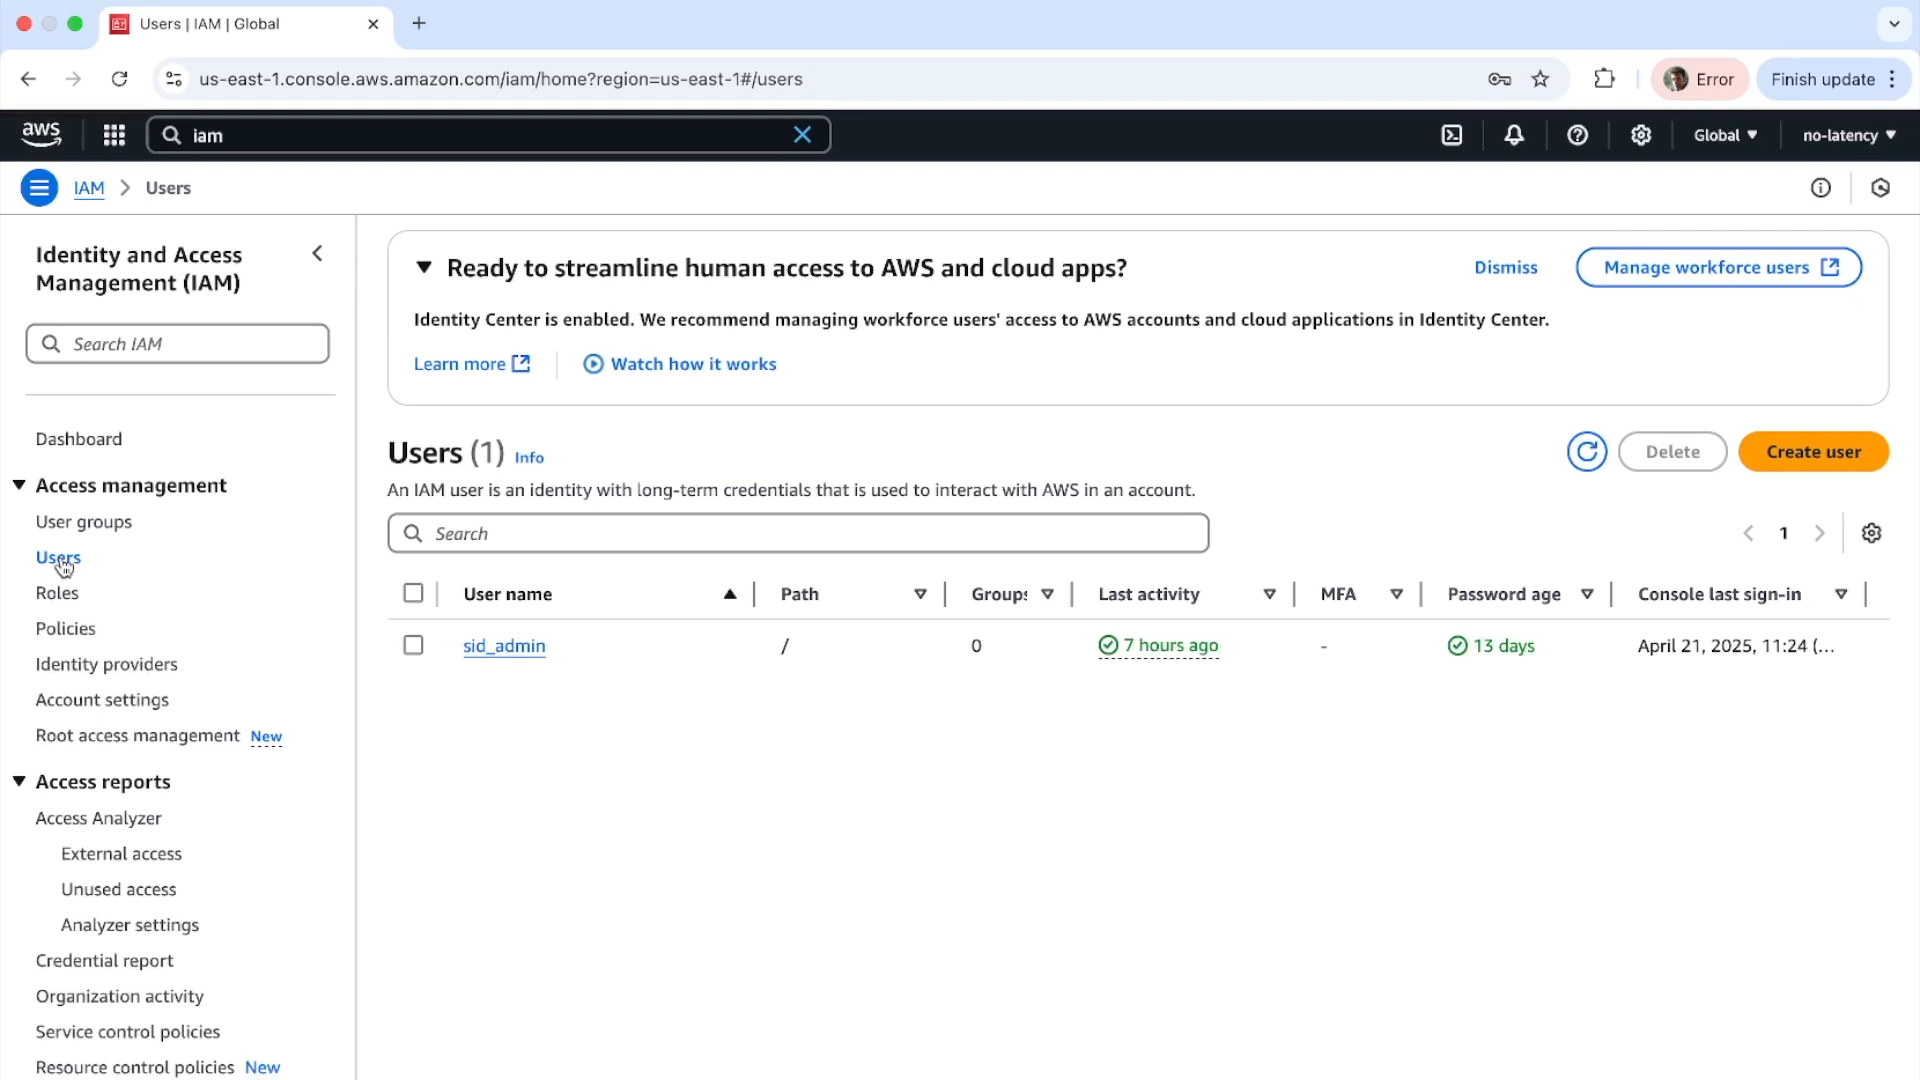 Users | IAM | Global
us-east-1.console.aws.amazon.com/iam/home?region=us-east-1#/users
Error
Finish update
aws
iam
Global
no-latency
IAM
Users
Identity and Access
Management (IAM)
Search IAM
Dashboard
Access management
User groups
Users
Roles
Policies
Identity providers
Account settings
Root access management New
Access reports
Access Analyzer
External access
Unused access
Analyzer settings
Credential report
Organization activity
Service control policies
Resource control policies New
Ready to streamline human access to AWS and cloud apps?
Dismiss
Manage workforce users
Identity Center is enabled. We recommend managing workforce users' access to AWS accounts and cloud applications in Identity Center.
Learn more
Watch how it works
Users (1) Info
Delete
Create user
An IAM user is an identity with long-term credentials that is used to interact with AWS in an account.
Search
1
User name Path Groups Last activity MFA Password age Console last sign-in
sid_admin / 0 7 hours ago - 13 days April 21, 2025, 11:24 (...